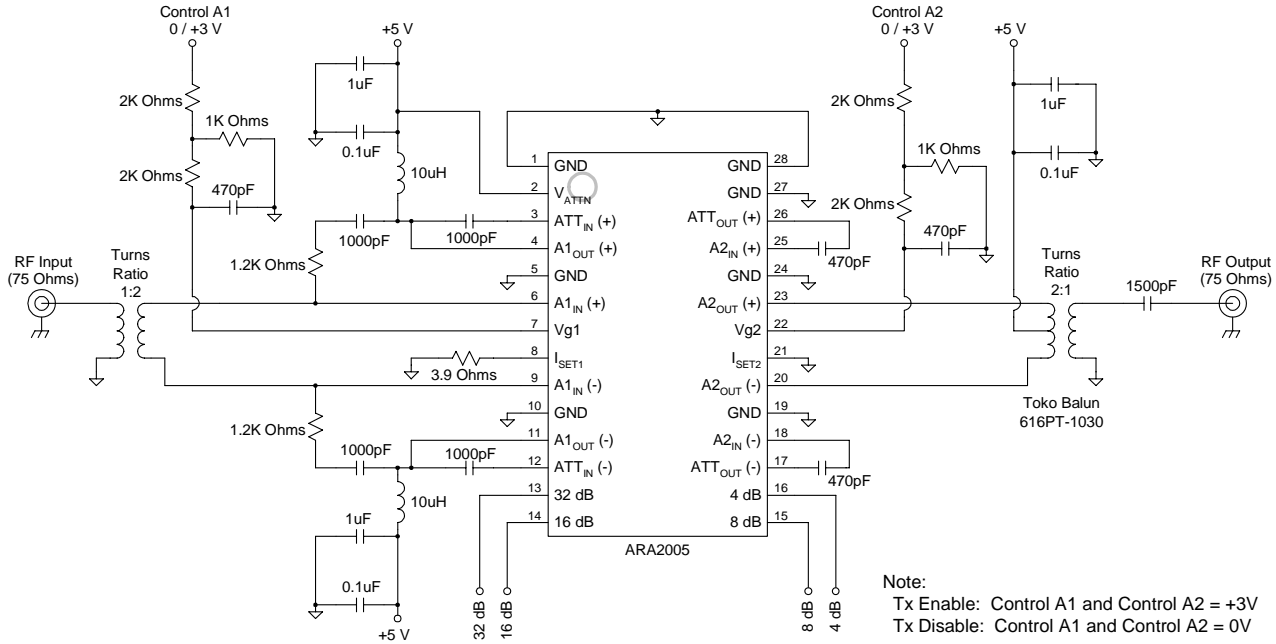 Control A1
0 / +3 V
+5 V
Control A2
0 / +3 V
+5 V
2K Ohms
1K Ohms
2K Ohms
470pF
1uF
0.1uF
10uH
1000pF
1000pF
1.2K Ohms
2K Ohms
1K Ohms
2K Ohms
470pF
1uF
0.1uF
RF Input
(75 Ohms)
Turns
Ratio
1:2
1 GND
2 VATTN
3 ATTIN (+)
4 A1OUT (+)
5 GND
6 A1IN (+)
7 Vg1
8 ISET1
9 A1IN (-)
10 GND
11 A1OUT (-)
12 ATTIN (-)
13 32 dB
14 16 dB
GND 28
GND 27
ATTOUT (+) 26
A2IN (+) 25
GND 24
A2OUT (+) 23
Vg2 22
ISET2 21
A2OUT (-) 20
GND 19
A2IN (-) 18
ATTOUT (-) 17
4 dB 16
8 dB 15
ARA2005
470pF
470pF
3.9 Ohms
1.2K Ohms
1000pF
1000pF
10uH
1uF
0.1uF
+5 V
32 dB
16 dB
8 dB
4 dB
Turns
Ratio
2:1
1500pF
RF Output
(75 Ohms)
Toko Balun
616PT-1030
Note:
Tx Enable: Control A1 and Control A2 = +3V
Tx Disable: Control A1 and Control A2 = 0V